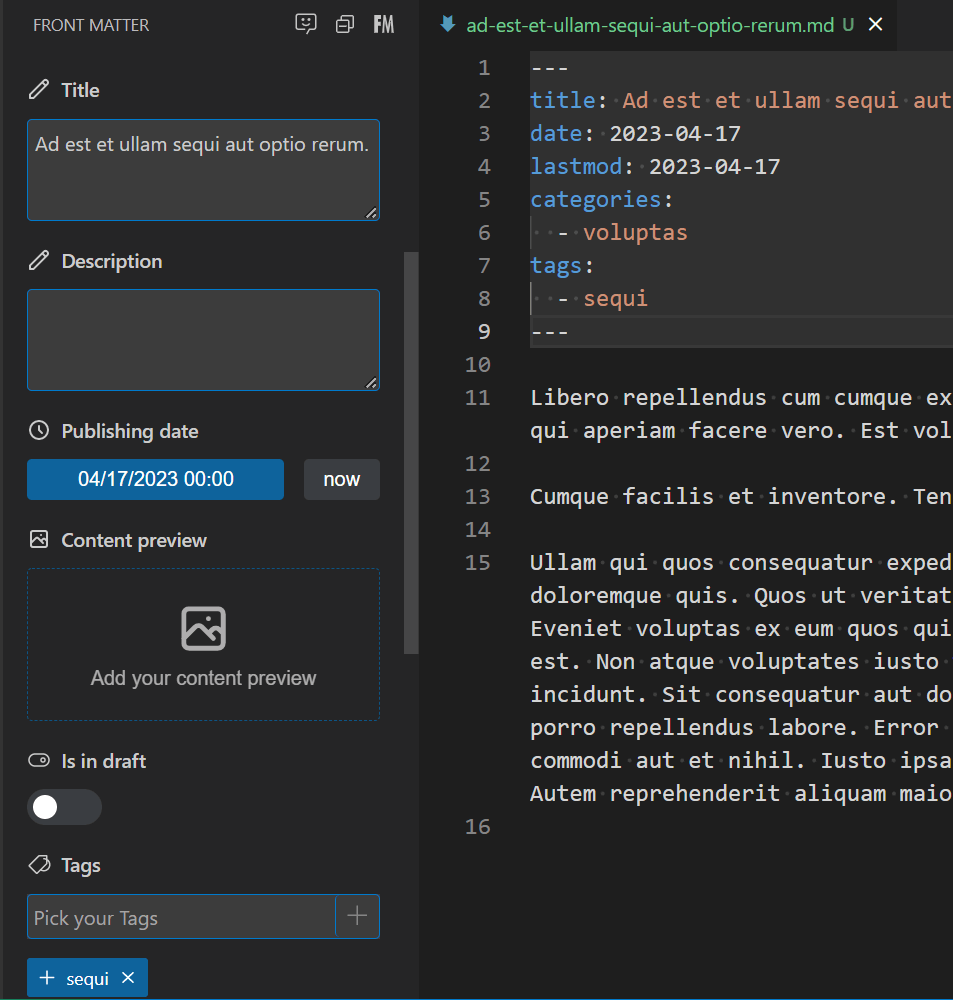 FRONT MATTER
FM
Title
Ad est et ullam sequi aut optio rerum.
Description
Publishing date
04/17/2023 00:00
now
Content preview
Add your content preview
Is in draft
Tags
Pick your Tags
sequi
ad-est-et-ullam-sequi-aut-optio-rerum.md U
1 ---
2 title: Ad est et ullam sequi aut
3 date: 2023-04-17
4 lastmod: 2023-04-17
5 categories:
6 - voluptas
7 tags:
8 - sequi
9 ---
10
11 Libero repellendus cum cumque ex
qui aperiam facere vero. Est vol
12
13 Cumque facilis et inventore. Ten
14
15 Ullam qui quos consequatur exped
doloremque quis. Quos ut veritat
Eveniet voluptas ex eum quos qui
est. Non atque voluptates iusto
incidunt. Sit consequatur aut do
porro repellendus labore. Error
commodi aut et nihil. Iusto ipsa
Autem reprehenderit aliquam maio
16